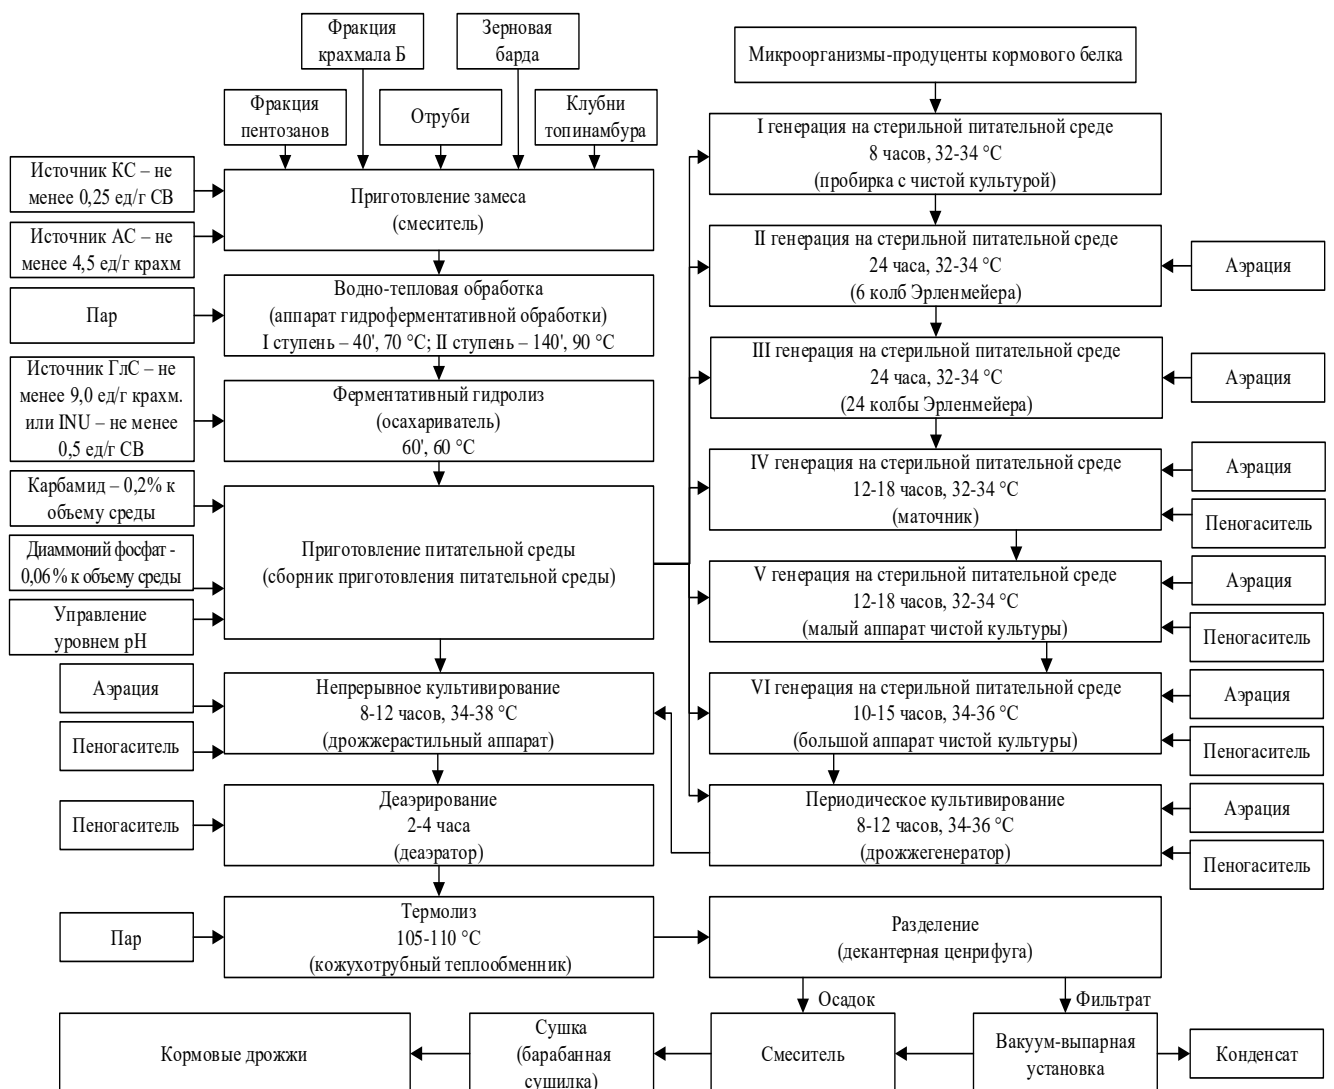 Фракция
крахмала Б
Зерновая
барда
Фракция
пентозанов
Отруби
Клубни
топинамбура
Источник КС – не
менее 0,25 ед/г СВ
Источник АС – не
менее 4,5 ед/г крахм
Приготовление замеса
(смеситель)
Пар
Водно-тепловая обработка
(аппарат гидроферментативной обработки)
I ступень – 40', 70 °C; II ступень – 140', 90 °C
Источник ГлС – не
менее 9,0 ед/г крахм.
или INU – не менее
0,5 ед/г СВ
Ферментативный гидролиз
(осахариватель)
60', 60 °C
Карбамид – 0,2% к
объему среды
Диаммоний фосфат -
0,06% к объему среды
Управление
уровнем pH
Приготовление питательной среды
(сборник приготовления питательной среды)
Аэрация
Пеногаситель
Непрерывное культивирование
8-12 часов, 34-38 °C
(дрожжерастильный аппарат)
Пеногаситель
Деаэрирование
2-4 часа
(деаэратор)
Пар
Термолиз
105-110 °C
(кожухотрубный теплообменник)
Микроорганизмы-продуценты кормового белка
I генерация на стерильной питательной среде
8 часов, 32-34 °C
(пробирка с чистой культурой)
II генерация на стерильной питательной среде
24 часа, 32-34 °C
(6 колб Эрленмейера)
Аэрация
III генерация на стерильной питательной среде
24 часа, 32-34 °C
(24 колбы Эрленмейера)
Аэрация
IV генерация на стерильной питательной среде
12-18 часов, 32-34 °C
(маточник)
Аэрация
Пеногаситель
V генерация на стерильной питательной среде
12-18 часов, 32-34 °C
(малый аппарат чистой культуры)
Аэрация
Пеногаситель
VI генерация на стерильной питательной среде
10-15 часов, 34-36 °C
(большой аппарат чистой культуры)
Аэрация
Пеногаситель
Периодическое культивирование
8-12 часов, 34-36 °C
(дрожжегенератор)
Аэрация
Пеногаситель
Разделение
(декантерная ценрифуга)
Осадок
Фильтрат
Кормовые дрожжи
Сушка
(барабанная
сушилка)
Смеситель
Вакуум-выпарная
установка
Конденсат